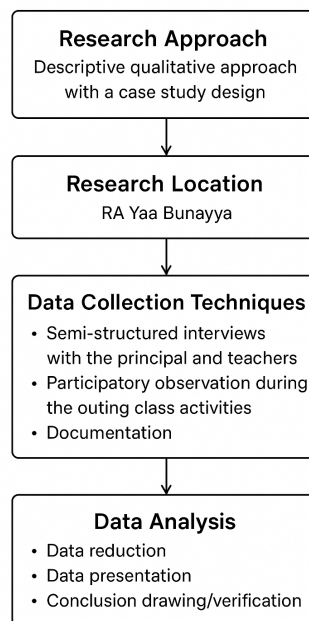 Research Approach
Descriptive qualitative approach
with a case study design
Research Location
RA Yaa Bunayya
Data Collection Techniques
• Semi-structured interviews
with the principal and teachers
• Participatory observation during
the outing class activities
• Documentation
Data Analysis
• Data reduction
• Data presentation
• Conclusion drawing/verification